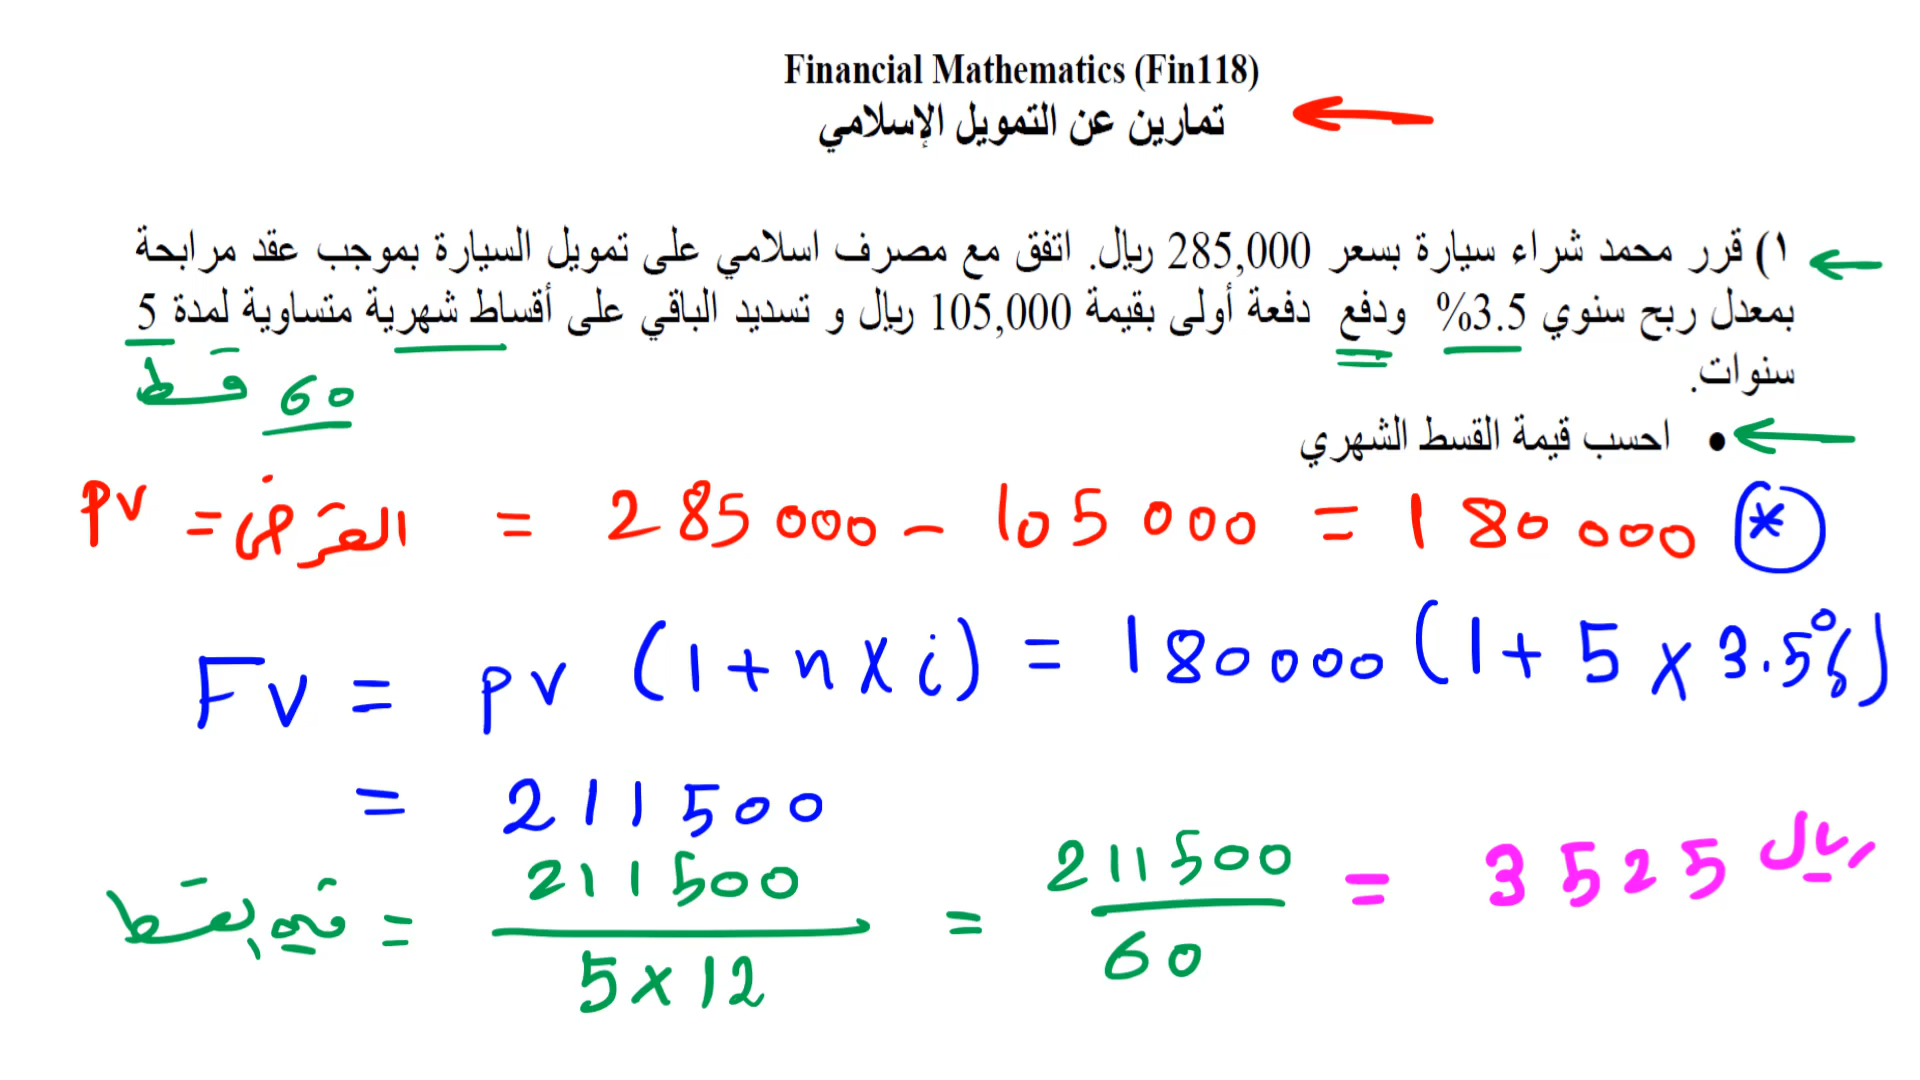 Financial Mathematics (Fin118)
تمارين عن التمويل الإسلامي
١) قرر محمد شراء سيارة بسعر 285,000 ريال. اتفق مع مصرف اسلامي على تمويل السيارة بموجب عقد مرابحة
بمعدل ربح سنوي 3.5% ودفع دفعة أولى بقيمة 105,000 ريال و تسديد الباقي على أقساط شهرية متساوية لمدة 5
سنوات.
60 قسط
• احسب قيمة القسط الشهري
pv = القرض = 285000 - 105000 = 180000 *
Fv = pv (1 + n x i) = 180000 (1 + 5 x 3.5%)
= 211500
قيمة القسط = 211500 / 5 x 12 = 211500 / 60 = 3525 ريال